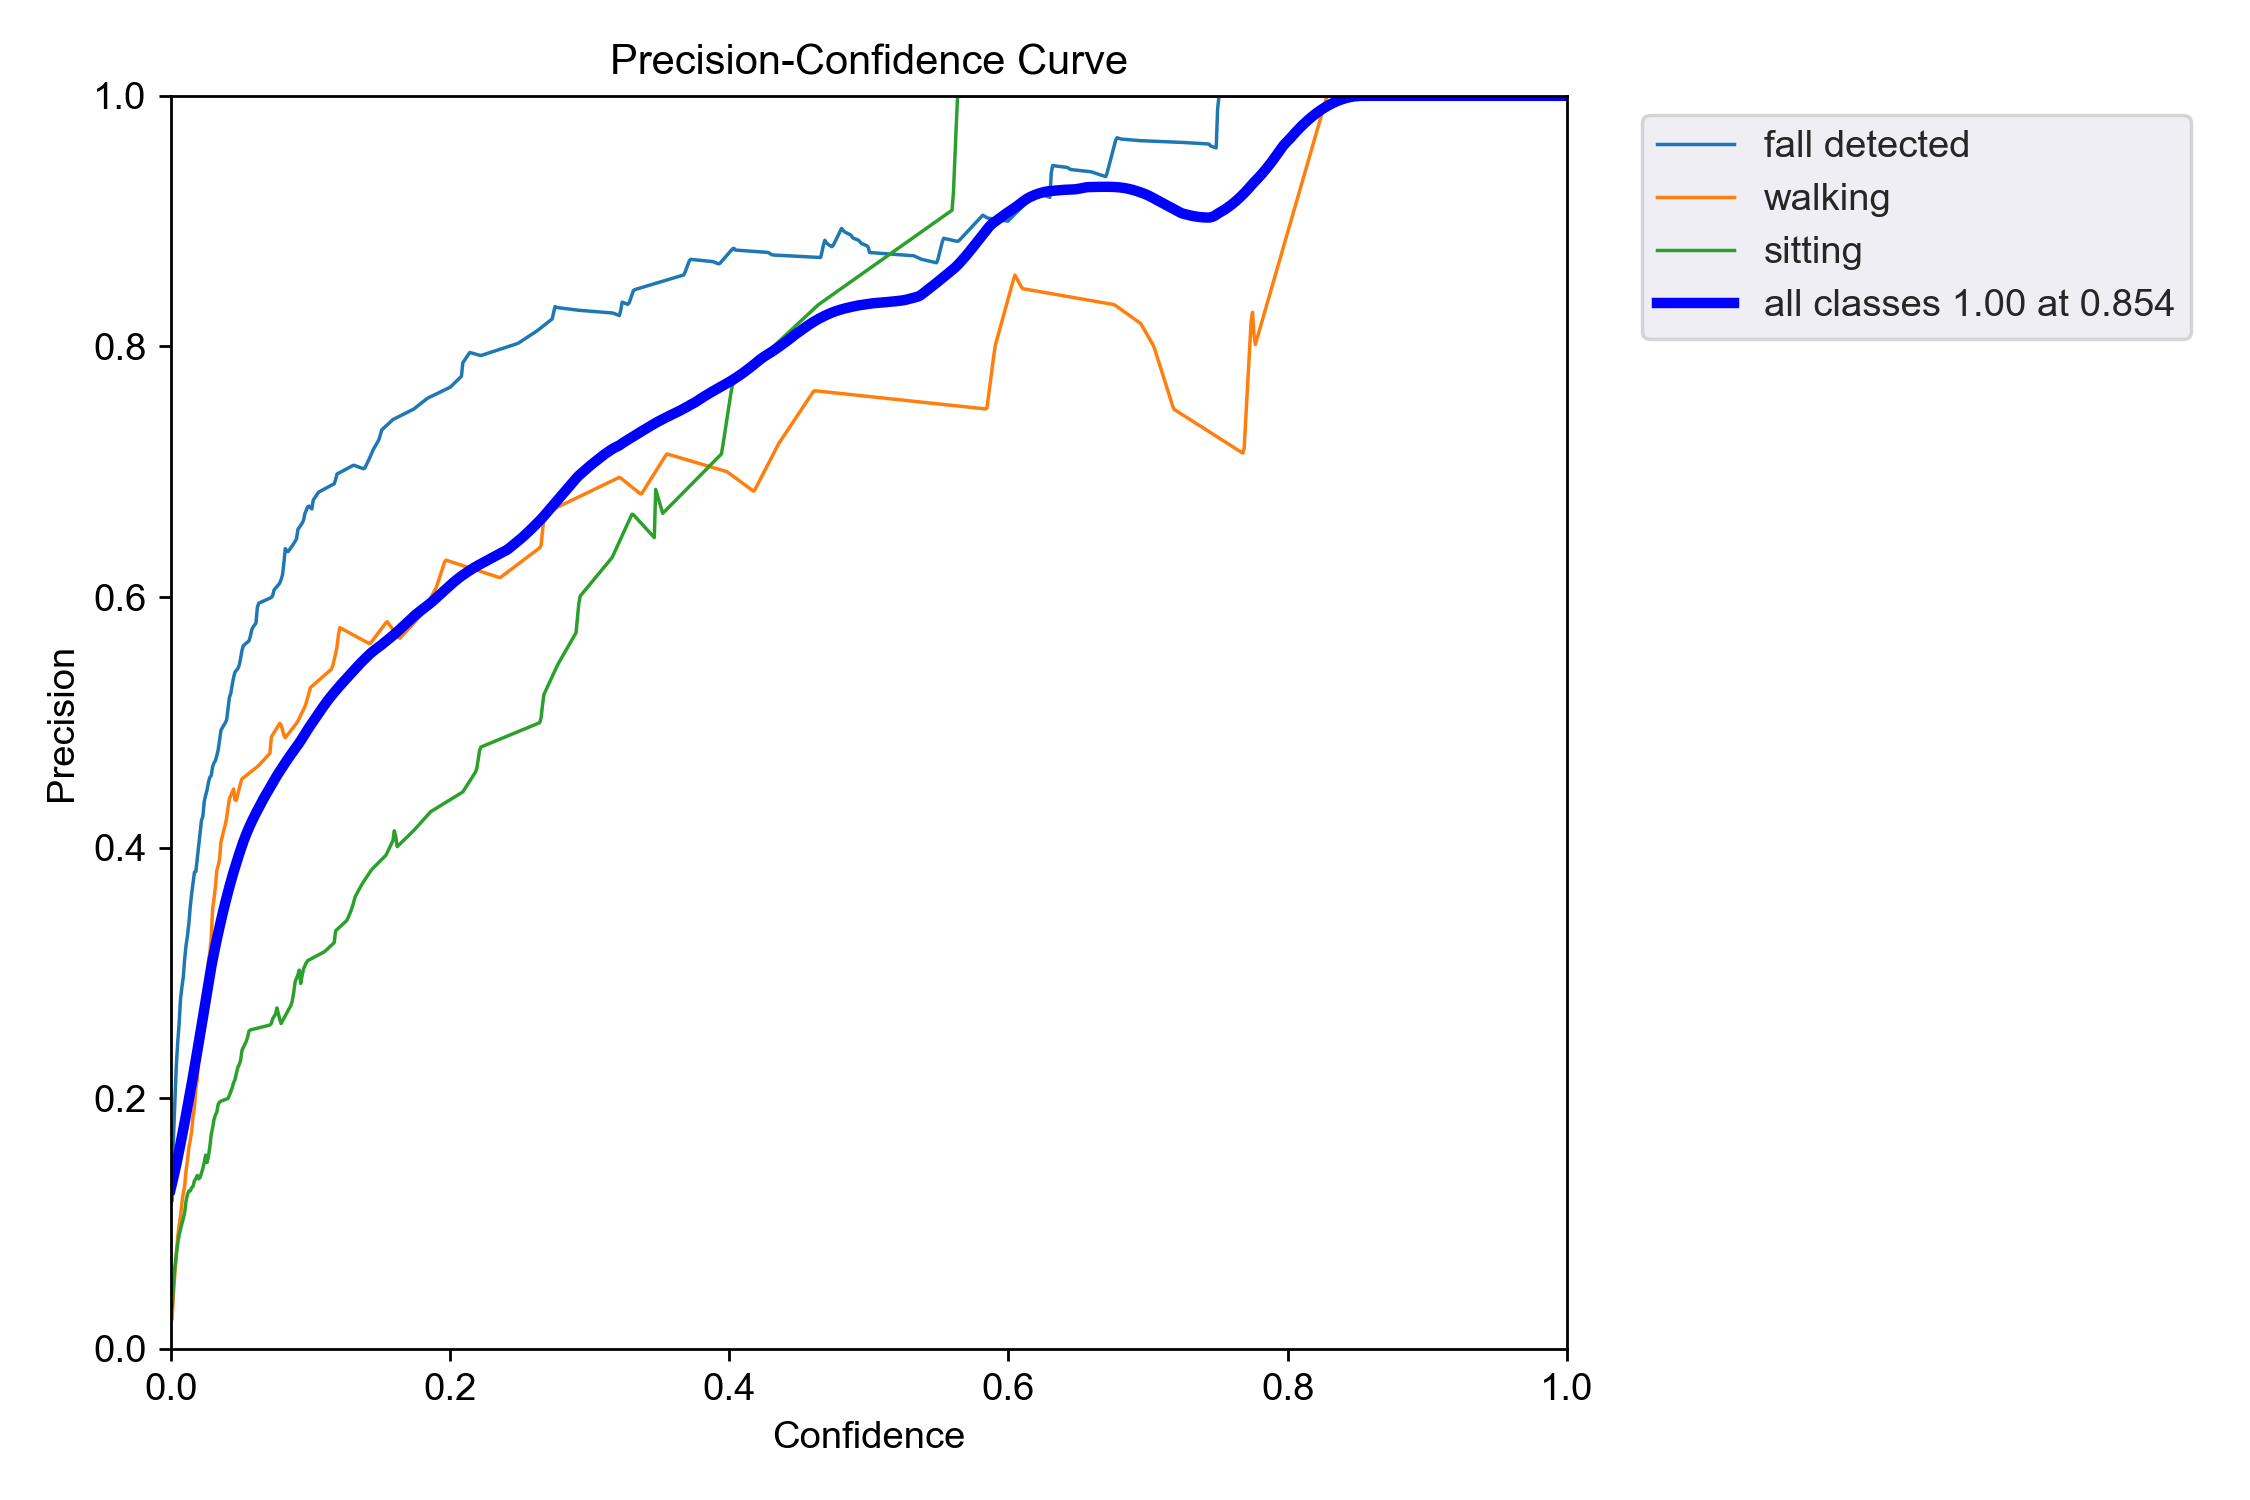 Precision-Confidence Curve
1.0
0.8
0.6
0.4
0.2
0.0
Precision
0.0 0.2 0.4 0.6 0.8 1.0
Confidence
fall detected
walking
sitting
all classes 1.00 at 0.854